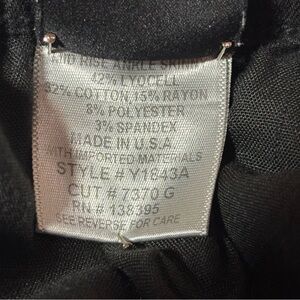 RISE ANKLE SKINNY
42% LYOCELL
32% COTTON, 15% RAYON
8% POLYESTER
3% SPANDEX
MADE IN U.S.A
WITH IMPORTED MATERIALS
STYLE # Y1843A
CUT # 7370 G
RN # 138395
SEE REVERSE FOR CARE